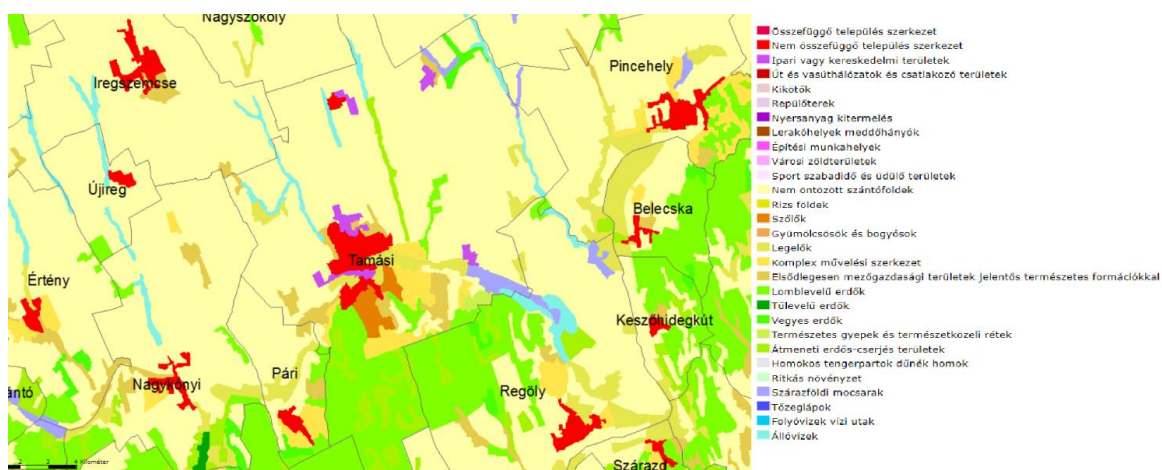 Nagyszokoly
Iregszemcse
Pincehely
Újireg
Belecska
Tamási
Értény
Keszőhidegkút
Nagykónyi
Pári
Regöly
ántó
Szárazd
4 Kilométer
Összefüggő település szerkezet
Nem összefüggő település szerkezet
Ipari vagy kereskedelmi területek
Út és vasúthálózatok és csatlakozó területek
Kikötők
Repülőterek
Nyersanyag kitermelés
Lerakóhelyek meddőhányók
Építési munkahelyek
Városi zöldterületek
Sport szabadidő és üdülő területek
Nem öntözött szántóföldek
Rizs földek
Szőlők
Gyümölcsösök és bogyósok
Legelők
Komplex művelési szerkezet
Elsődlegesen mezőgazdasági területek jelentős természetes formációkkal
Lomblevelű erdők
Tűlevelű erdők
Vegyes erdők
Természetes gyepek és természetközeli rétek
Átmeneti erdős-cserjés területek
Homokos tengerpartok dűnék homok
Ritkás növényzet
Szárazföldi mocsarak
Tőzeglápok
Folyóvizek vízi utak
Állóvizek